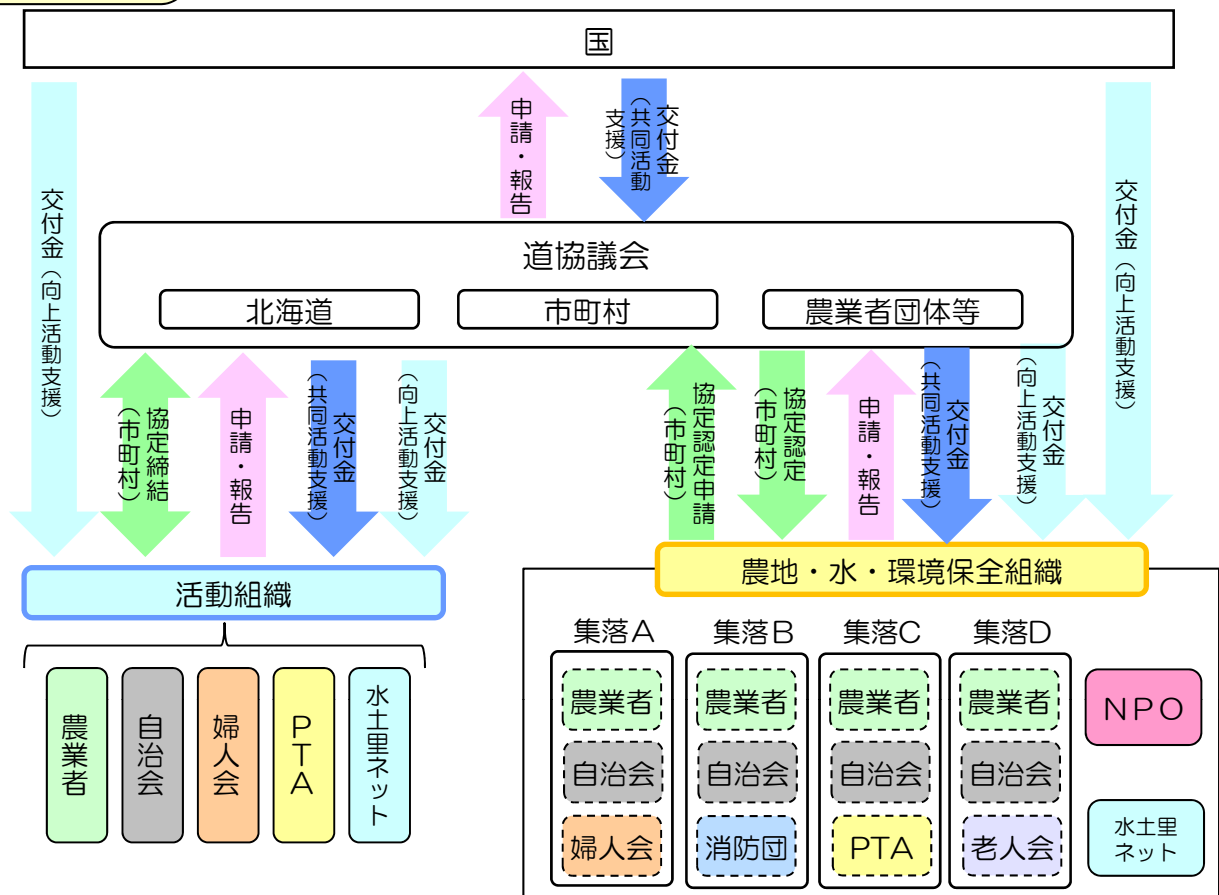 国
申請・報告
交付金
（共同活動
支援）
交付金（向上活動支援）
交付金（向上活動支援）
道協議会
北海道
市町村
農業者団体等
協定締結
（市町村）
申請・報告
交付金
（共同活動支援）
交付金
（向上活動支援）
協定認定申請
（市町村）
協定認定
（市町村）
申請・報告
交付金
（共同活動支援）
交付金
（向上活動支援）
活動組織
農業者
自治会
婦人会
PTA
水土里ネット
農地・水・環境保全組織
集落A
集落B
集落C
集落D
農業者
農業者
農業者
農業者
自治会
自治会
自治会
自治会
婦人会
消防団
PTA
老人会
NPO
水土里
ネット